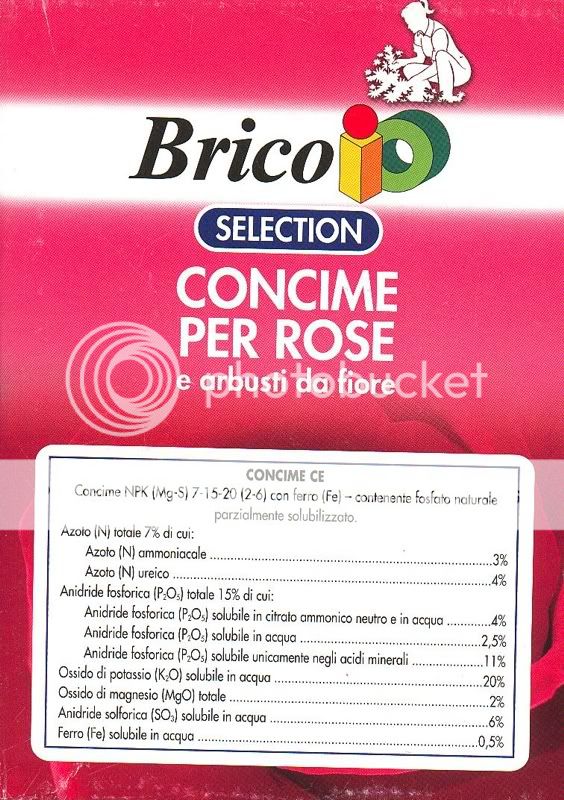 Brico iO
SELECTION
CONCIME
PER ROSE
photobucket
e arbusti da fiore
CONCIME CE
Concime NPK (Mg-S) 7-15-20 (2-6) con ferro (Fe) – contenente fosfato naturale
parzialmente solubilizzato.
Azoto (N) totale 7% di cui:
Azoto (N) ammoniacale ... 3%
Azoto (N) ureico ... 4%
Anidride fosforica (P₂O₅) totale 15% di cui:
Anidride fosforica (P₂O₅) solubile in citrato ammonico neutro e in acqua ... 4%
Anidride fosforica (P₂O₅) solubile in acqua ... 2,5%
Anidride fosforica (P₂O₅) solubile unicamente negli acidi minerali ... 11%
Ossido di potassio (K₂O) solubile in acqua ... 20%
Ossido di magnesio (MgO) totale ... 2%
Anidride solforica (SO₃) solubile in acqua ... 6%
Ferro (Fe) solubile in acqua ... 0,5%